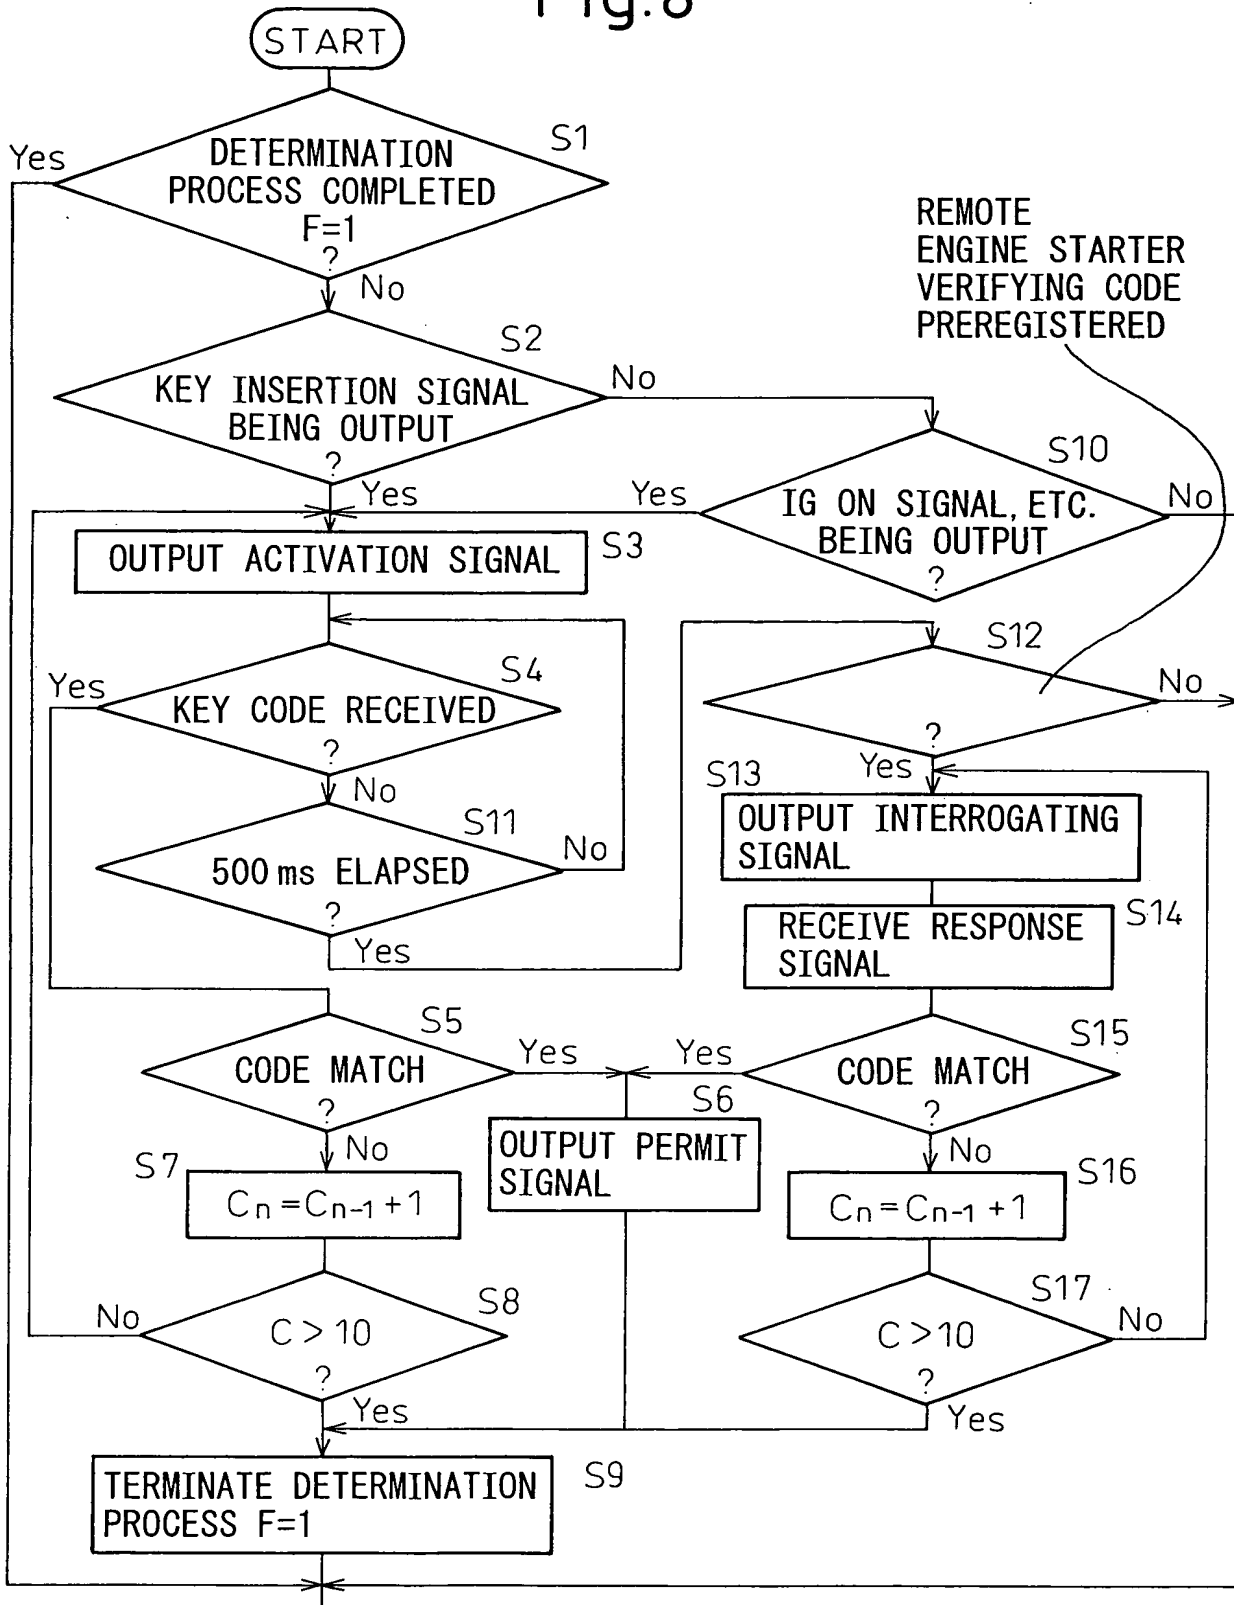 Fig.8
START
S1
Yes
DETERMINATION
PROCESS COMPLETED
F=1
?
No
REMOTE
ENGINE STARTER
VERIFYING CODE
PREREGISTERED
S2
KEY INSERTION SIGNAL
BEING OUTPUT
?
No
Yes
S10
Yes
IG ON SIGNAL, ETC.
BEING OUTPUT
?
No
OUTPUT ACTIVATION SIGNAL
S3
S12
?
No
Yes
S4
Yes
KEY CODE RECEIVED
?
No
S11
500 ms ELAPSED
?
No
Yes
S13
OUTPUT INTERROGATING
SIGNAL
S14
RECEIVE RESPONSE
SIGNAL
S5
CODE MATCH
?
Yes
No
S15
Yes
CODE MATCH
?
No
S6
OUTPUT PERMIT
SIGNAL
S7
Cn=Cn-1+1
S16
Cn=Cn-1+1
S8
No
C>10
?
Yes
S17
C>10
?
No
Yes
TERMINATE DETERMINATION
PROCESS F=1
S9